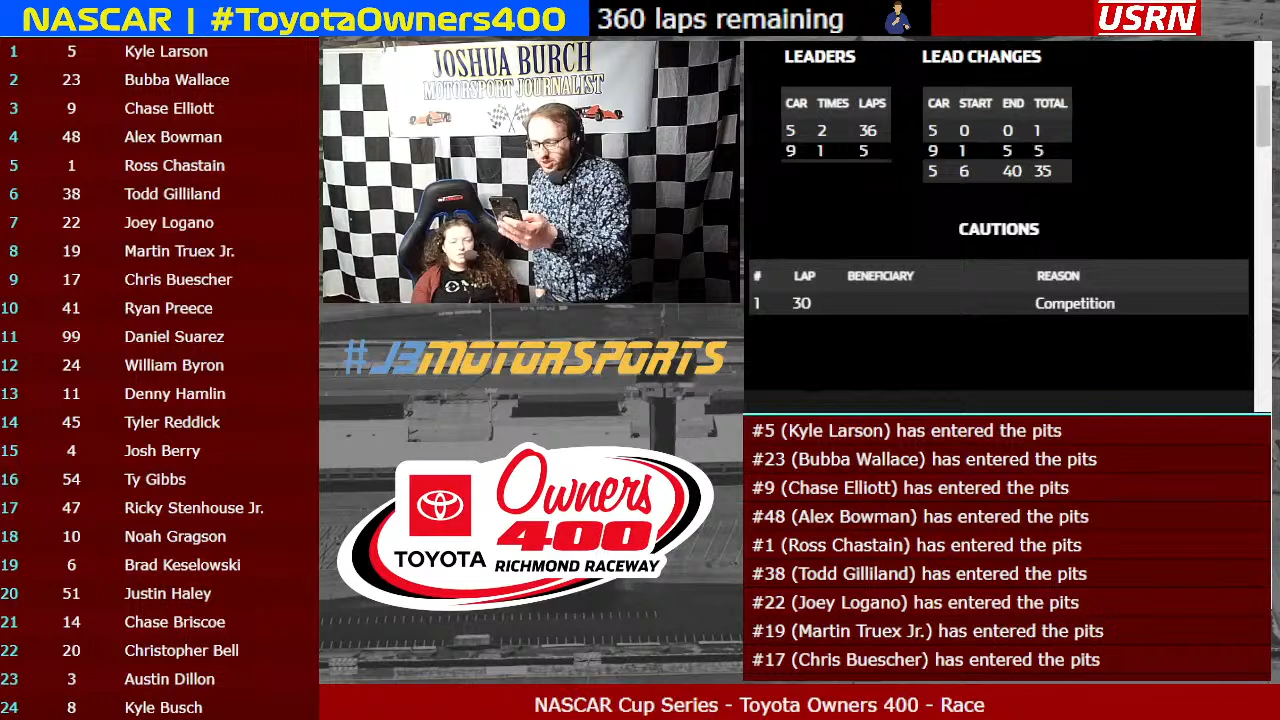 NASCAR | #ToyotaOwners400
360 laps remaining
USRN
1 5 Kyle Larson
2 23 Bubba Wallace
3 9 Chase Elliott
4 48 Alex Bowman
5 1 Ross Chastain
6 38 Todd Gilliland
7 22 Joey Logano
8 19 Martin Truex Jr.
9 17 Chris Buescher
10 41 Ryan Preece
11 99 Daniel Suarez
12 24 William Byron
13 11 Denny Hamlin
14 45 Tyler Reddick
15 4 Josh Berry
16 54 Ty Gibbs
17 47 Ricky Stenhouse Jr.
18 10 Noah Gragson
19 6 Brad Keselowski
20 51 Justin Haley
21 14 Chase Briscoe
22 20 Christopher Bell
23 3 Austin Dillon
24 8 Kyle Busch
JOSHUA BURCH
MOTORSPORT JOURNALIST
#JBMOTORSPORTS
TOYOTA
Owners
400
RICHMOND RACEWAY
LEADERS
CAR TIMES LAPS
5 2 36
9 1 5
LEAD CHANGES
CAR START END TOTAL
5 0 0 1
9 1 5 5
5 6 40 35
CAUTIONS
# LAP BENEFICIARY REASON
1 30 Competition
#5 (Kyle Larson) has entered the pits
#23 (Bubba Wallace) has entered the pits
#9 (Chase Elliott) has entered the pits
#48 (Alex Bowman) has entered the pits
#1 (Ross Chastain) has entered the pits
#38 (Todd Gilliland) has entered the pits
#22 (Joey Logano) has entered the pits
#19 (Martin Truex Jr.) has entered the pits
#17 (Chris Buescher) has entered the pits
NASCAR Cup Series - Toyota Owners 400 - Race